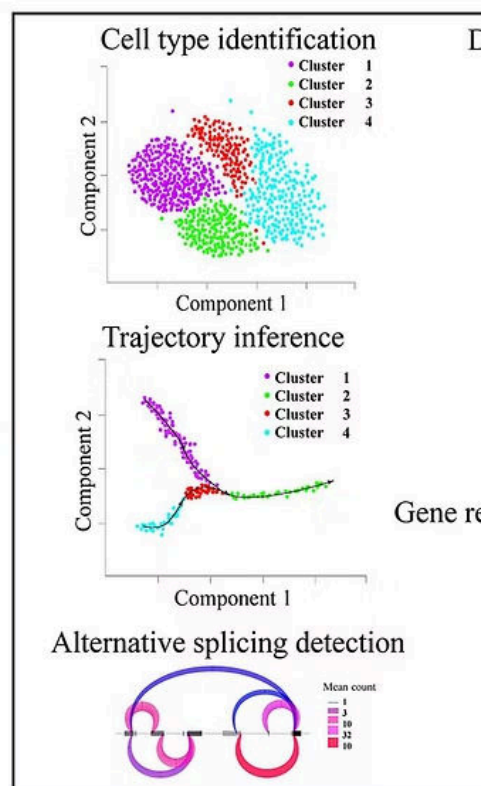 Cell type identification
D
Cluster 1
Cluster 2
Cluster 3
Cluster 4
Component 2
Component 1
Trajectory inference
Cluster 1
Cluster 2
Cluster 3
Cluster 4
Component 2
Component 1
Gene re
Alternative splicing detection
Mean count
1
3
10
32
10